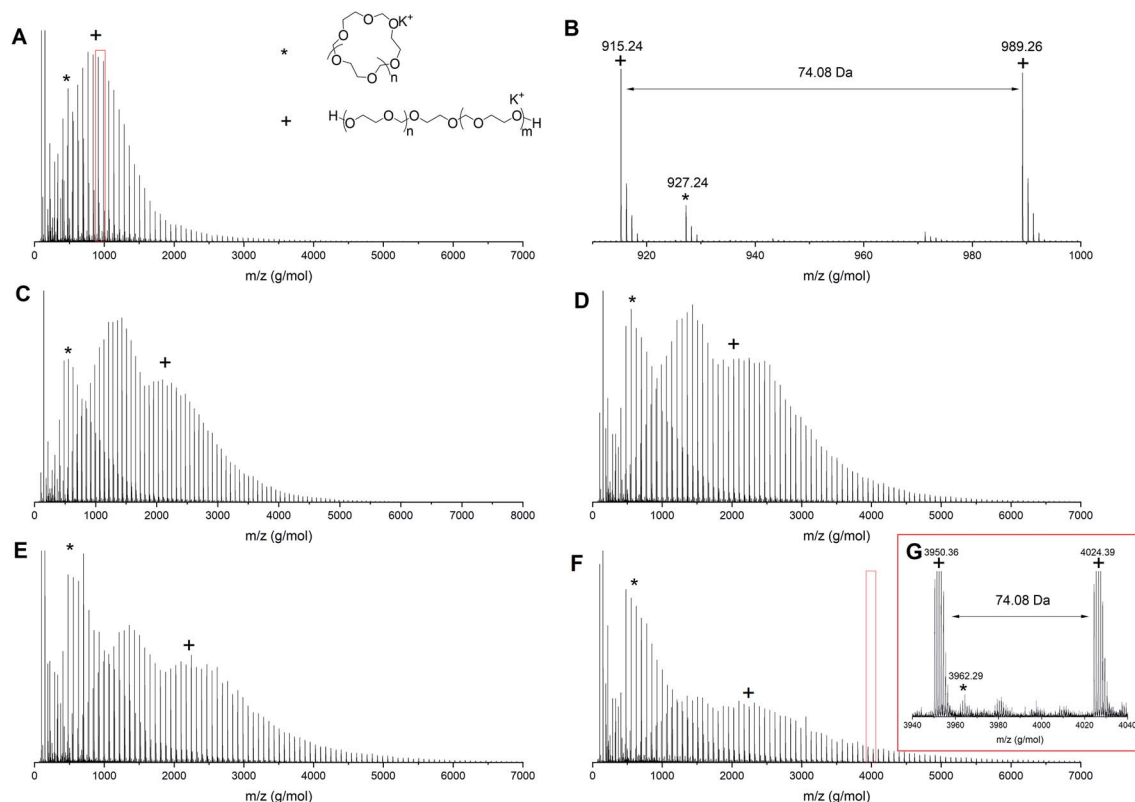 A
+
*
*
K+
O
O
O
O
O
O
O
n
+
K+
H
O
O
n
O
O
O
O
m
H
0 1000 2000 3000 4000 5000 6000 7000
m/z (g/mol)
B
915.24
+
74.08 Da
989.26
+
927.24
*
920 940 960 980 1000
m/z (g/mol)
C
*
+
0 1000 2000 3000 4000 5000 6000 7000 8000
m/z (g/mol)
D
*
+
0 1000 2000 3000 4000 5000 6000 7000
m/z (g/mol)
E
*
+
0 1000 2000 3000 4000 5000 6000 7000
m/z (g/mol)
F
*
+
0 1000 2000 3000 4000 5000 6000 7000
m/z (g/mol)
G
3950.36
+
4024.39
+
74.08 Da
3962.29
*
3940 3960 3980 4000 4020 4040
m/z (g/mol)